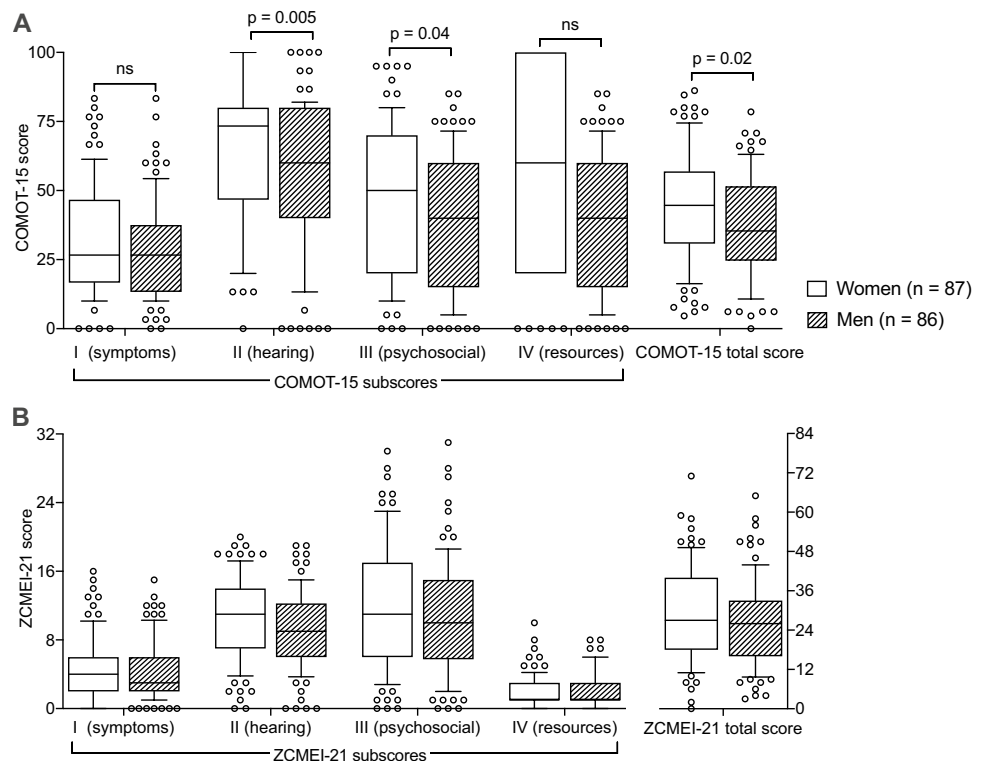 A
ns
p = 0.005
p = 0.04
ns
p = 0.02
100
75
50
25
0
COMOT-15 score
I (symptoms)
II (hearing)
III (psychosocial)
IV (resources)
COMOT-15 total score
COMOT-15 subscores
Women (n = 87)
Men (n = 86)
B
32
24
16
8
0
ZCMEI-21 score
84
72
60
48
36
24
12
0
I (symptoms)
II (hearing)
III (psychosocial)
IV (resources)
ZCMEI-21 total score
ZCMEI-21 subscores